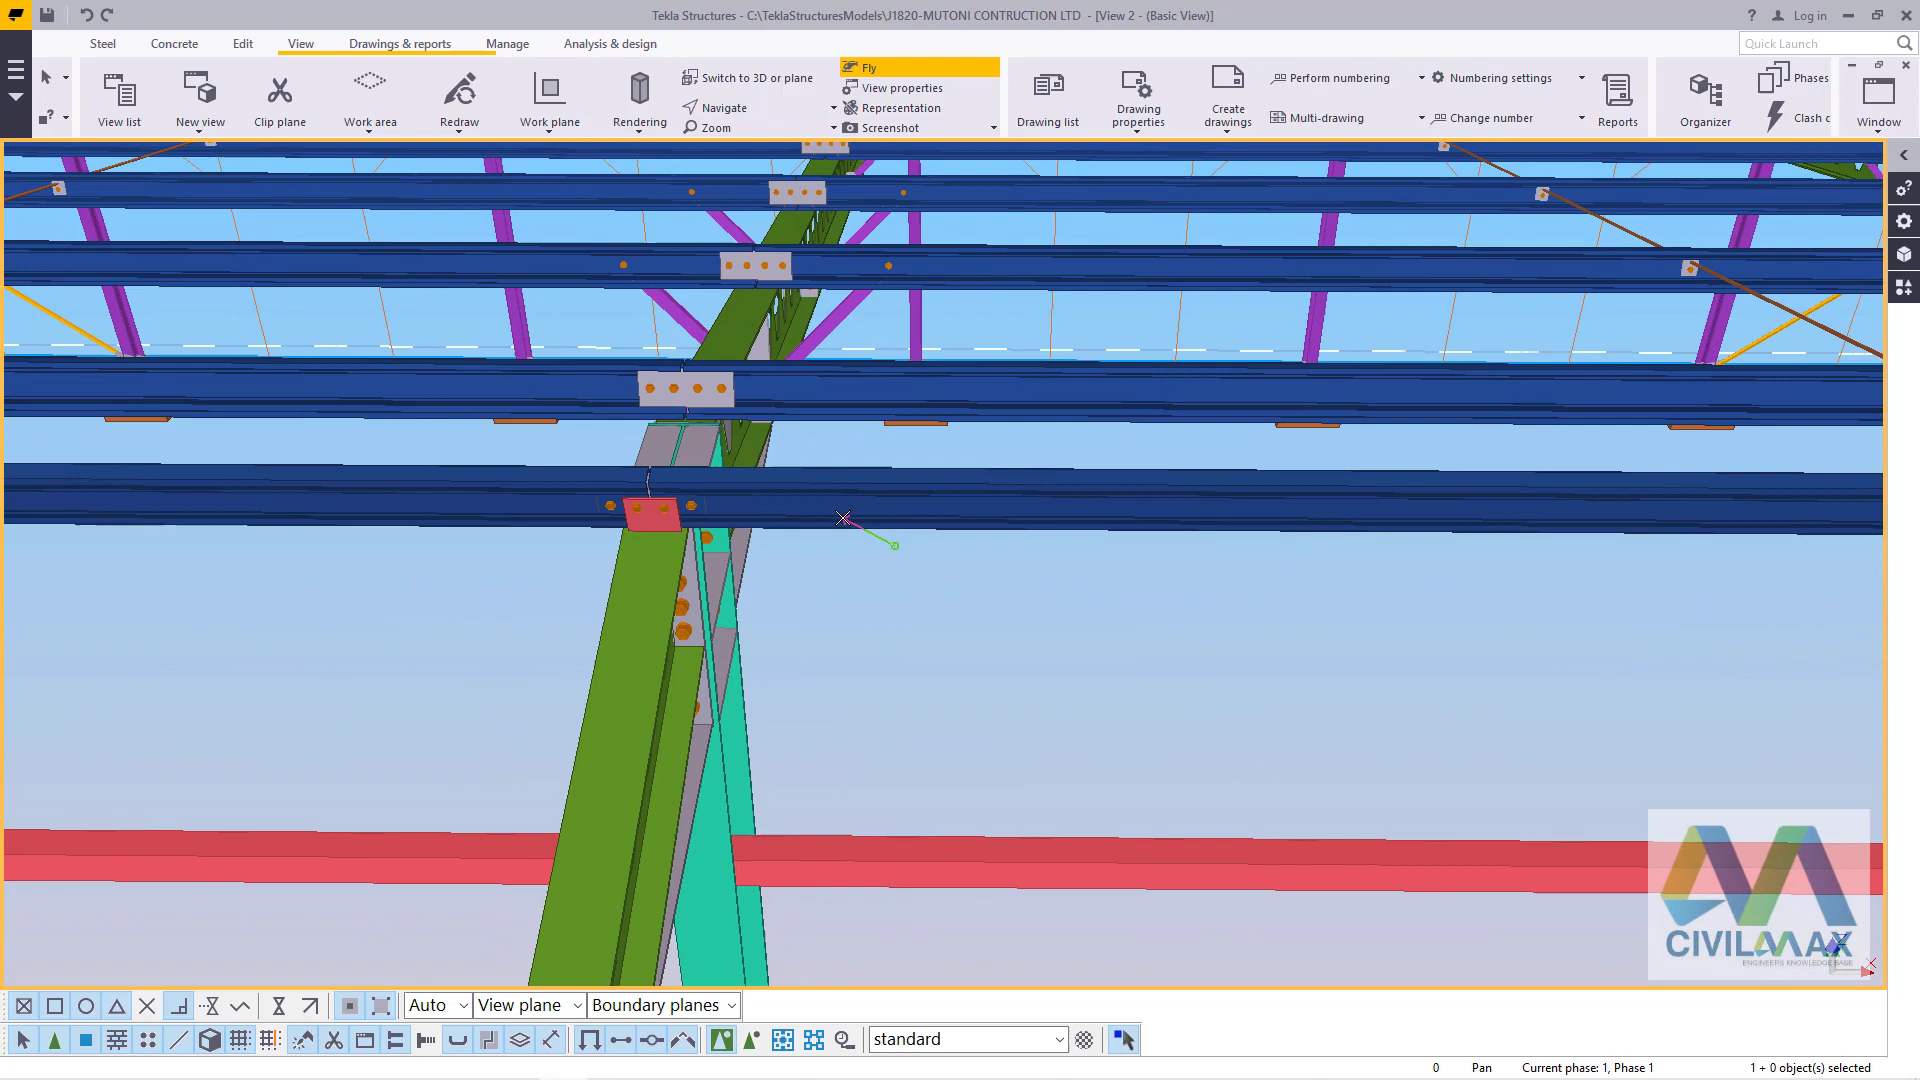 Tekla Structures - C:\TeklaStructuresModels\J1820-MUTONI CONTRUCTION LTD - [View 2 - (Basic View)]
? Log in
Steel Concrete Edit View Drawings & reports Manage Analysis & design
Quick Launch
View list
New view
Clip plane
Work area
Redraw
Work plane
Rendering
Switch to 3D or plane
Navigate
Zoom
Fly
View properties
Representation
Screenshot
Drawing list
Drawing
properties
Create
drawings
Perform numbering
Multi-drawing
Numbering settings
Change number
Reports
Organizer
Phases
Clash c
Window
CIVILMAX
ENGINEERS KNOWLEDGE BASE
Auto View plane Boundary planes
standard
0 Pan Current phase: 1, Phase 1 1 + 0 object(s) selected